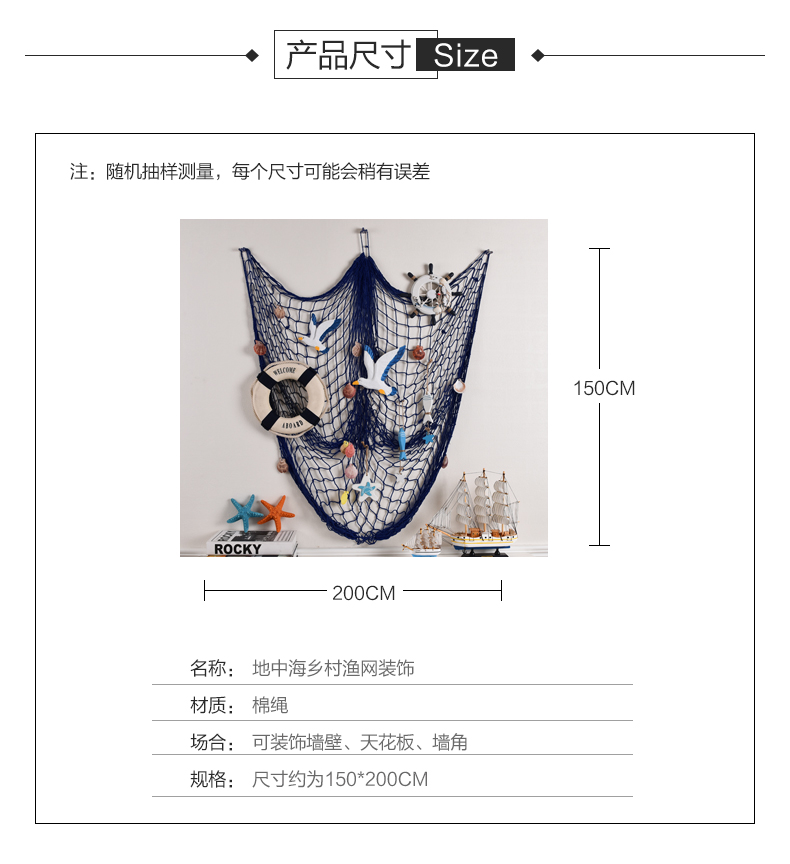 产品尺寸 Size
注：随机抽样测量，每个尺寸可能会稍有误差
WELCOME
ABOARD
ROCKY
150CM
200CM
名称： 地中海乡村渔网装饰
材质： 棉绳
场合： 可装饰墙壁、天花板、墙角
规格： 尺寸约为150*200CM